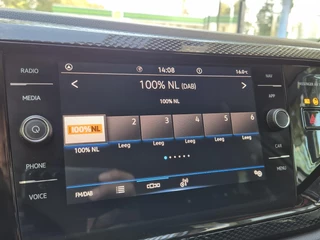 RADIO
MEDIA
PHONE
VOICE
14:08
16.0°C
100% NL (DAB)
100% NL
100%NL 2 3 4 5 6
100% NL Leeg Leeg Leeg Leeg Leeg
FM/DAB
NAV
APP
CAR
MENU